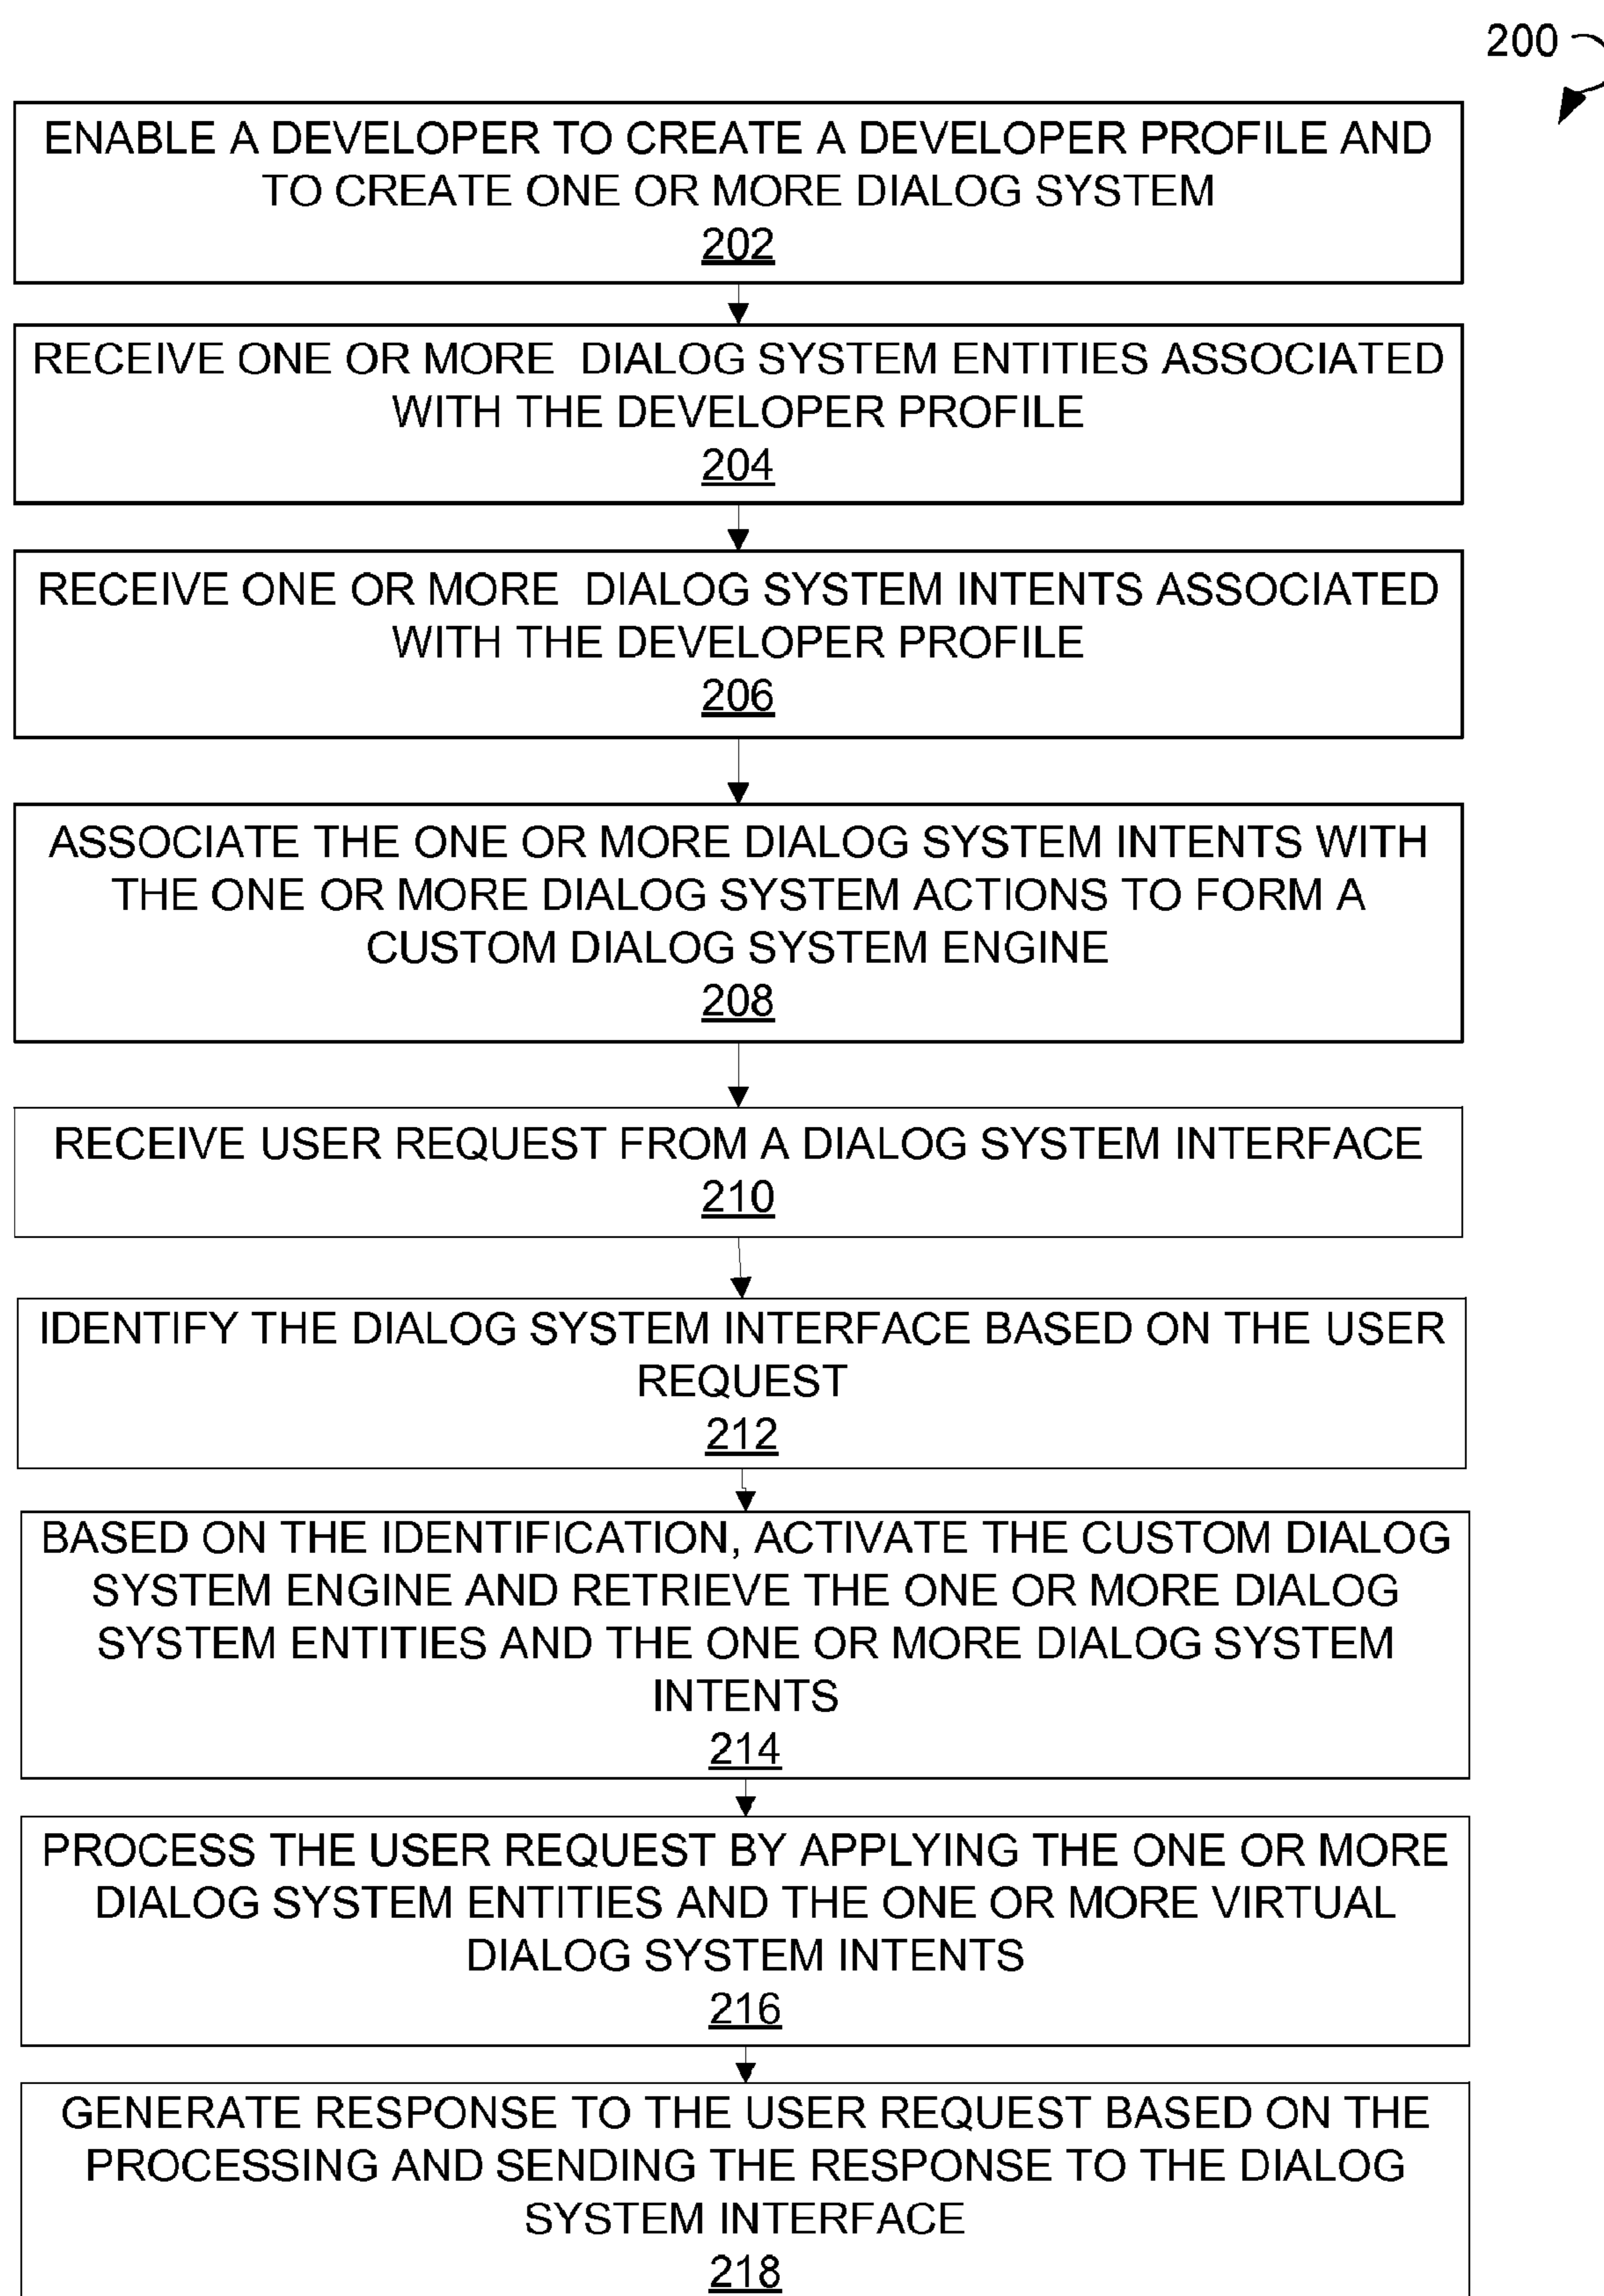 200
ENABLE A DEVELOPER TO CREATE A DEVELOPER PROFILE AND
TO CREATE ONE OR MORE DIALOG SYSTEM
202
RECEIVE ONE OR MORE DIALOG SYSTEM ENTITIES ASSOCIATED
WITH THE DEVELOPER PROFILE
204
RECEIVE ONE OR MORE DIALOG SYSTEM INTENTS ASSOCIATED
WITH THE DEVELOPER PROFILE
206
ASSOCIATE THE ONE OR MORE DIALOG SYSTEM INTENTS WITH
THE ONE OR MORE DIALOG SYSTEM ACTIONS TO FORM A
CUSTOM DIALOG SYSTEM ENGINE
208
RECEIVE USER REQUEST FROM A DIALOG SYSTEM INTERFACE
210
IDENTIFY THE DIALOG SYSTEM INTERFACE BASED ON THE USER
REQUEST
212
BASED ON THE IDENTIFICATION, ACTIVATE THE CUSTOM DIALOG
SYSTEM ENGINE AND RETRIEVE THE ONE OR MORE DIALOG
SYSTEM ENTITIES AND THE ONE OR MORE DIALOG SYSTEM
INTENTS
214
PROCESS THE USER REQUEST BY APPLYING THE ONE OR MORE
DIALOG SYSTEM ENTITIES AND THE ONE OR MORE VIRTUAL
DIALOG SYSTEM INTENTS
216
GENERATE RESPONSE TO THE USER REQUEST BASED ON THE
PROCESSING AND SENDING THE RESPONSE TO THE DIALOG
SYSTEM INTERFACE
218